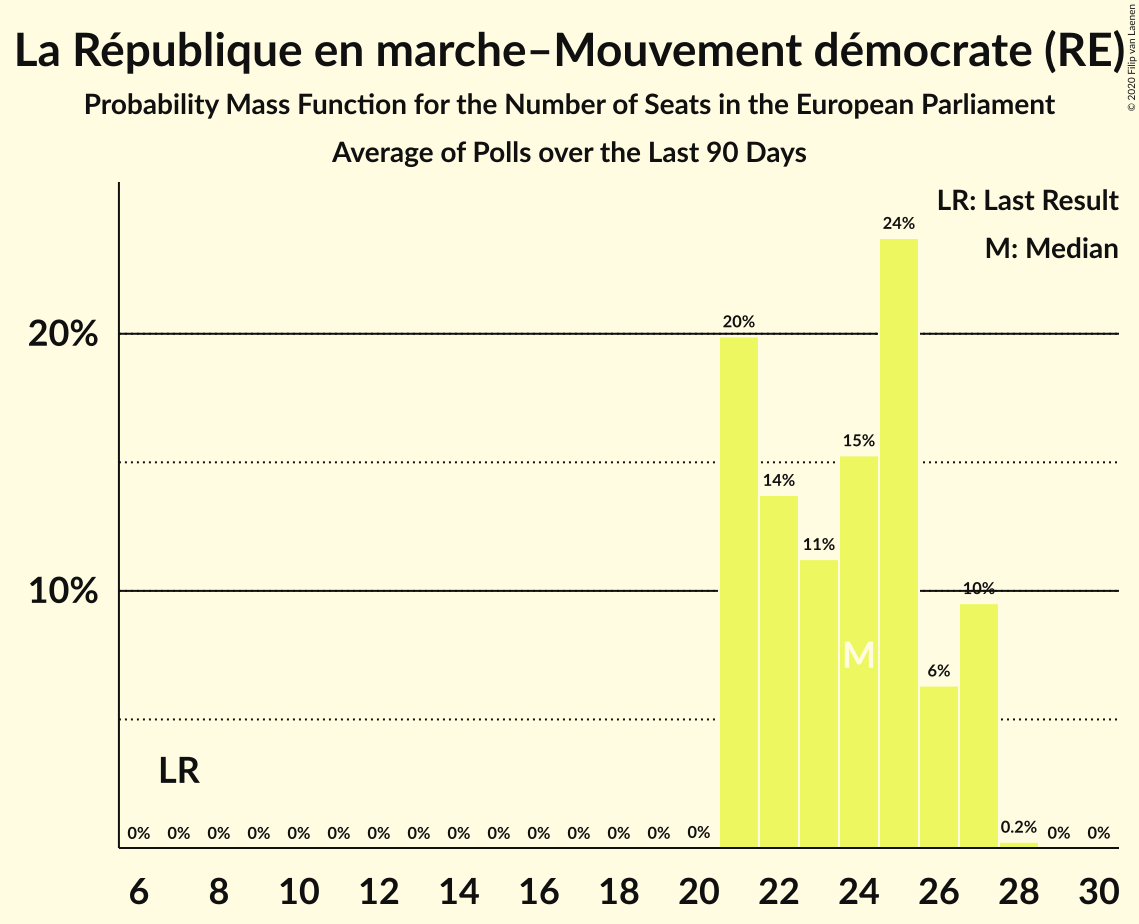 La République en marche–Mouvement démocrate (RE)
Probability Mass Function for the Number of Seats in the European Parliament
Average of Polls over the Last 90 Days
© 2020 Filip van Laenen
LR: Last Result
M: Median
24%
20%
20%
15%
14%
11%
10%
10%
M
6%
LR
0% 0% 0% 0% 0% 0% 0% 0% 0% 0% 0% 0% 0% 0% 0% 0.2% 0% 0%
6 8 10 12 14 16 18 20 22 24 26 28 30